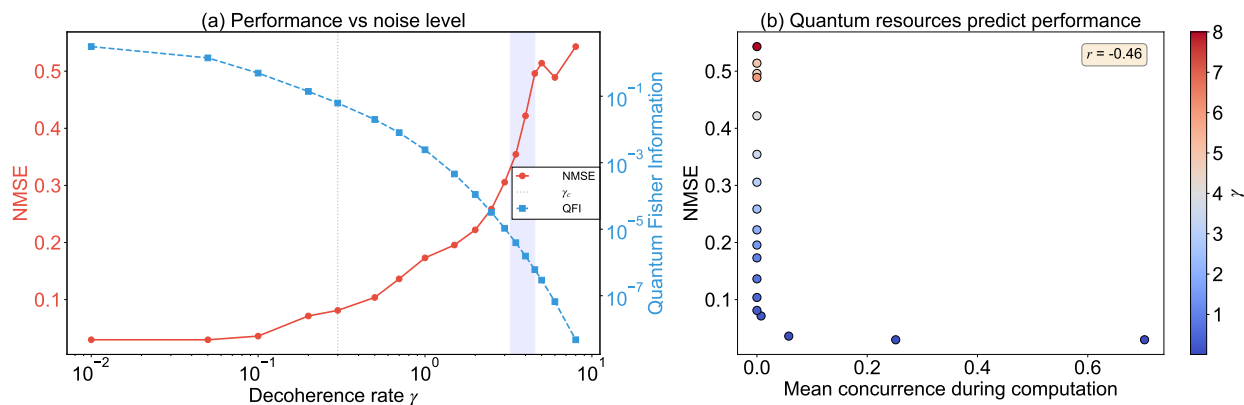 (a) Performance vs noise level
NMSE
0.5
0.4
0.3
0.2
0.1
10⁻² 10⁻¹ 10⁰ 10¹
Decoherence rate γ
10⁻¹
10⁻³
10⁻⁵
10⁻⁷
Quantum Fisher Information
NMSE
γc
QFI
(b) Quantum resources predict performance
r = -0.46
NMSE
0.5
0.4
0.3
0.2
0.1
0.0 0.2 0.4 0.6
Mean concurrence during computation
8
7
6
5
4
3
2
1
γ